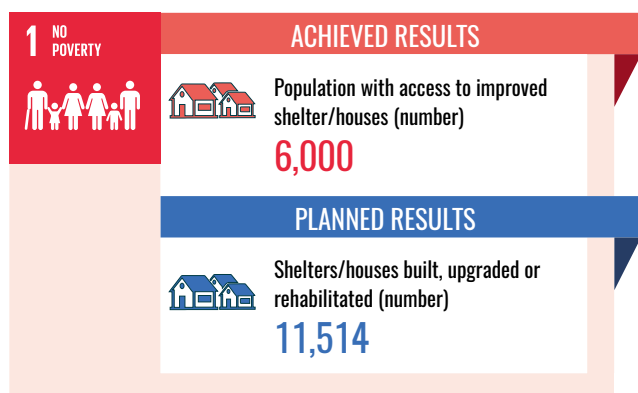 1 NO
POVERTY
ACHIEVED RESULTS
Population with access to improved
shelter/houses (number)
6,000
PLANNED RESULTS
Shelters/houses built, upgraded or
rehabilitated (number)
11,514